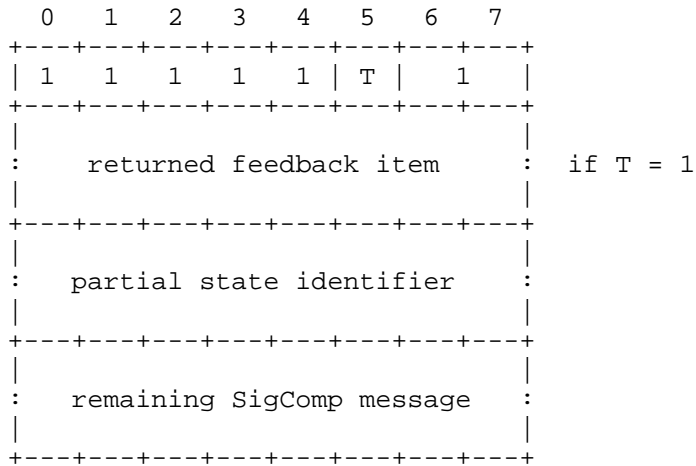 0 1 2 3 4 5 6 7
+---+---+---+---+---+---+---+---+
| 1 1 1 1 1 | T | 1 |
+---+---+---+---+---+---+---+---+
| |
: returned feedback item : if T = 1
| |
+---+---+---+---+---+---+---+---+
| |
: partial state identifier :
| |
+---+---+---+---+---+---+---+---+
| |
: remaining SigComp message :
| |
+---+---+---+---+---+---+---+---+